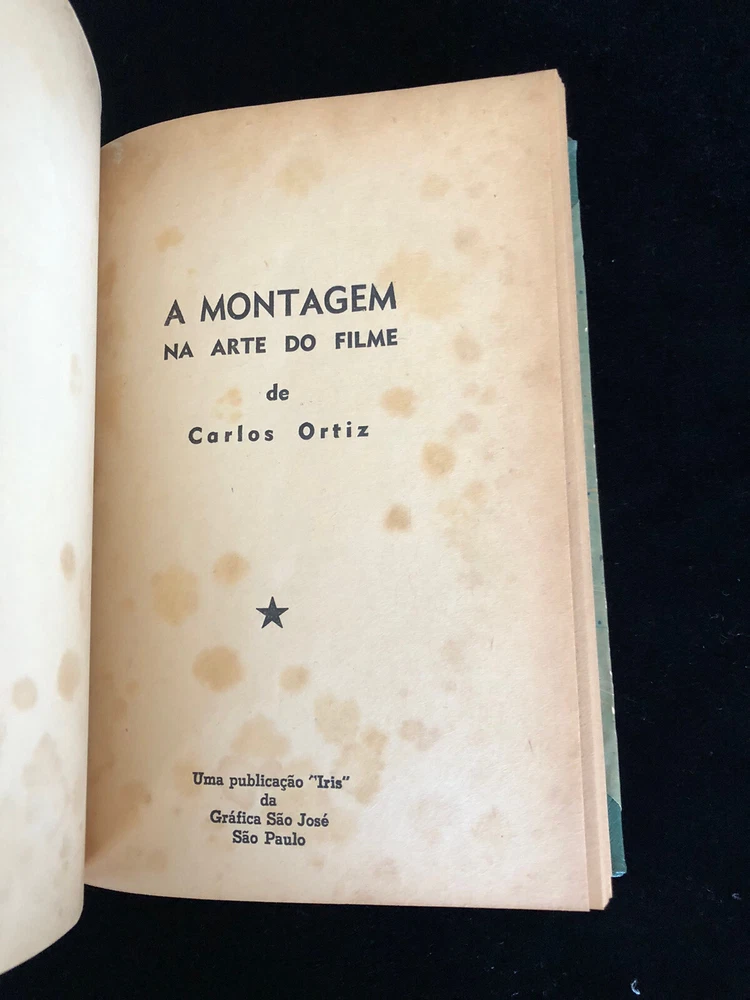 A MONTAGEM
NA ARTE DO FILME
de
Carlos Ortiz
Uma publicação "Iris"
da
Gráfica São José
São Paulo